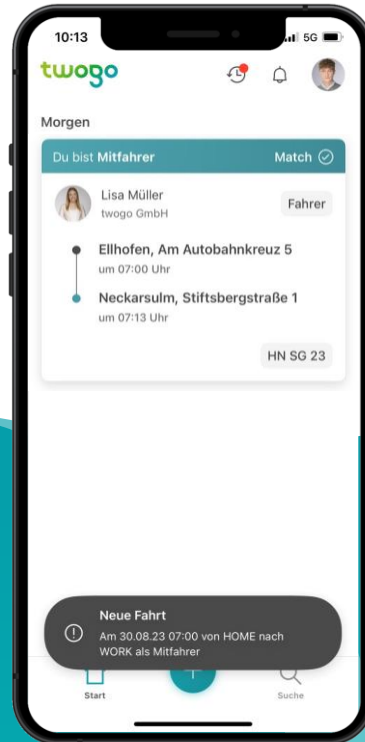 10:13
5G
twogo
Morgen
Du bist Mitfahrer
Match
Lisa Müller
twogo GmbH
Fahrer
Ellhofen, Am Autobahnkreuz 5
um 07:00 Uhr
Neckarsulm, Stiftsbergstraße 1
um 07:13 Uhr
HN SG 23
Neue Fahrt
Am 30.08.23 07:00 von HOME nach
WORK als Mitfahrer
Start
Suche